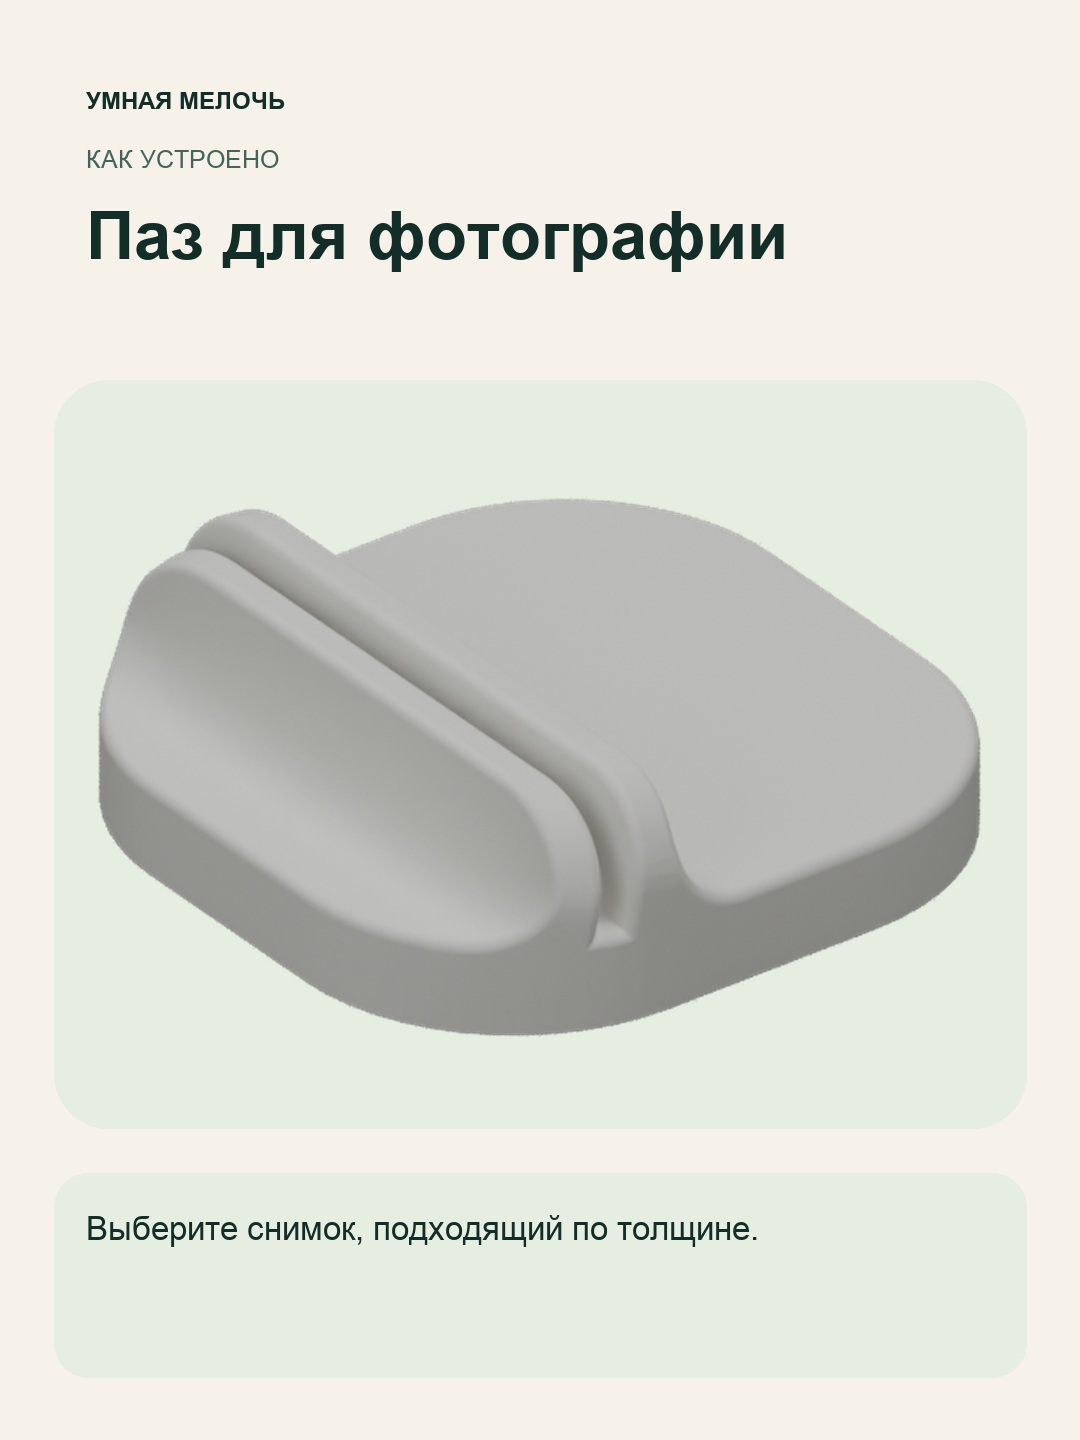 УМНАЯ МЕЛОЧЬ
КАК УСТРОЕНО
Паз для фотографии
Выберите снимок, подходящий по толщине.